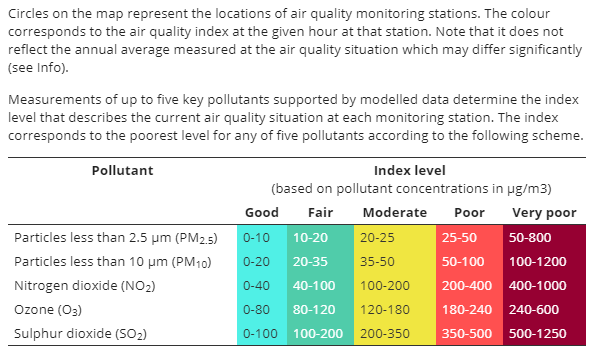 Circles on the map represent the locations of air quality monitoring stations. The colour
corresponds to the air quality index at the given hour at that station. Note that it does not
reflect the annual average measured at the air quality situation which may differ significantly
(see Info).
Measurements of up to five key pollutants supported by modelled data determine the index
level that describes the current air quality situation at each monitoring station. The index
corresponds to the poorest level for any of five pollutants according to the following scheme.
Pollutant Index level
(based on pollutant concentrations in µg/m3)
Good Fair Moderate Poor Very poor
Particles less than 2.5 µm (PM2.5) 0-10 10-20 20-25 25-50 50-800
Particles less than 10 µm (PM10) 0-20 20-35 35-50 50-100 100-1200
Nitrogen dioxide (NO2) 0-40 40-100 100-200 200-400 400-1000
Ozone (O3) 0-80 80-120 120-180 180-240 240-600
Sulphur dioxide (SO2) 0-100 100-200 200-350 350-500 500-1250